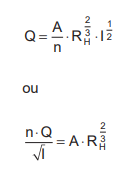 Q = A/n · R_H^(2/3) · I^(1/2)
ou
n · Q/√I = A · R_H^(2/3)